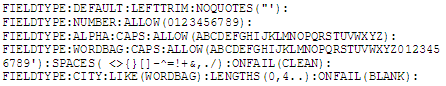 FIELDTYPE:DEFAULT:LEFTTRIM:NOQUOTES("'):
FIELDTYPE:NUMBER:ALLOW(0123456789):
FIELDTYPE:ALPHA:CAPS:ALLOW(ABCDEFGHIJKLMNOPQRSTUVWXYZ):
FIELDTYPE:WORDBAG:CAPS:ALLOW(ABCDEFGHIJKLMNOPQRSTUVWXYZ012345
6789'):SPACES( <>{}[]-^=!+&,./):ONFAIL(CLEAN):
FIELDTYPE:CITY:LIKE(WORDBAG):LENGTHS(0,4..):ONFAIL(BLANK):